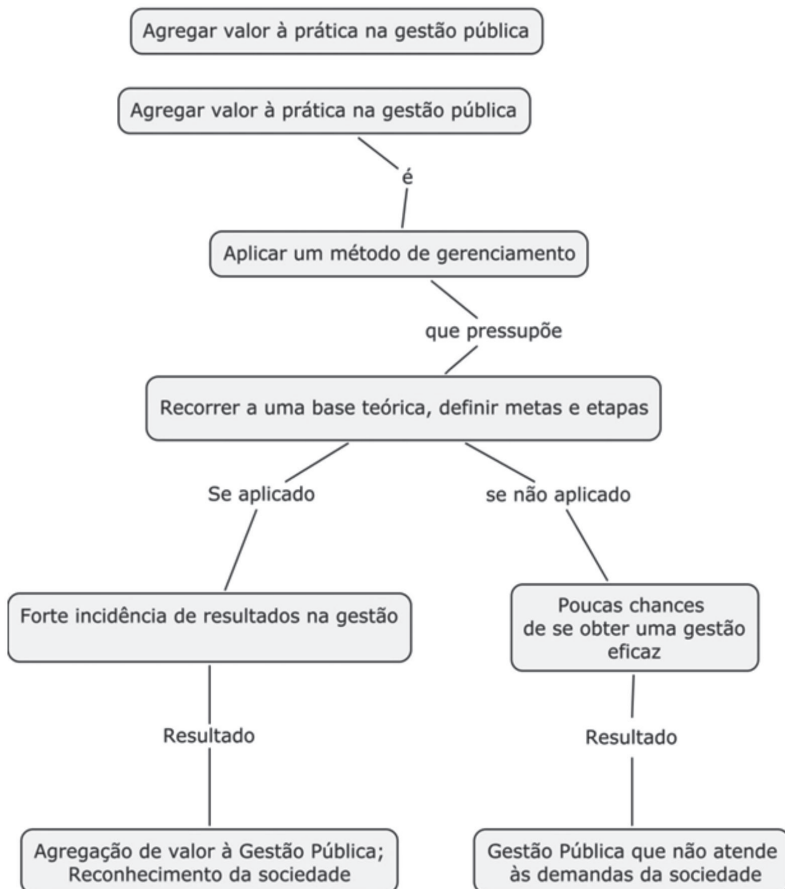 Agregar valor à prática na gestão pública
Agregar valor à prática na gestão pública
é
Aplicar um método de gerenciamento
que pressupõe
Recorrer a uma base teórica, definir metas e etapas
Se aplicado
se não aplicado
Forte incidência de resultados na gestão
Poucas chances
de se obter uma gestão
eficaz
Resultado
Resultado
Agregação de valor à Gestão Pública;
Reconhecimento da sociedade
Gestão Pública que não atende
às demandas da sociedade